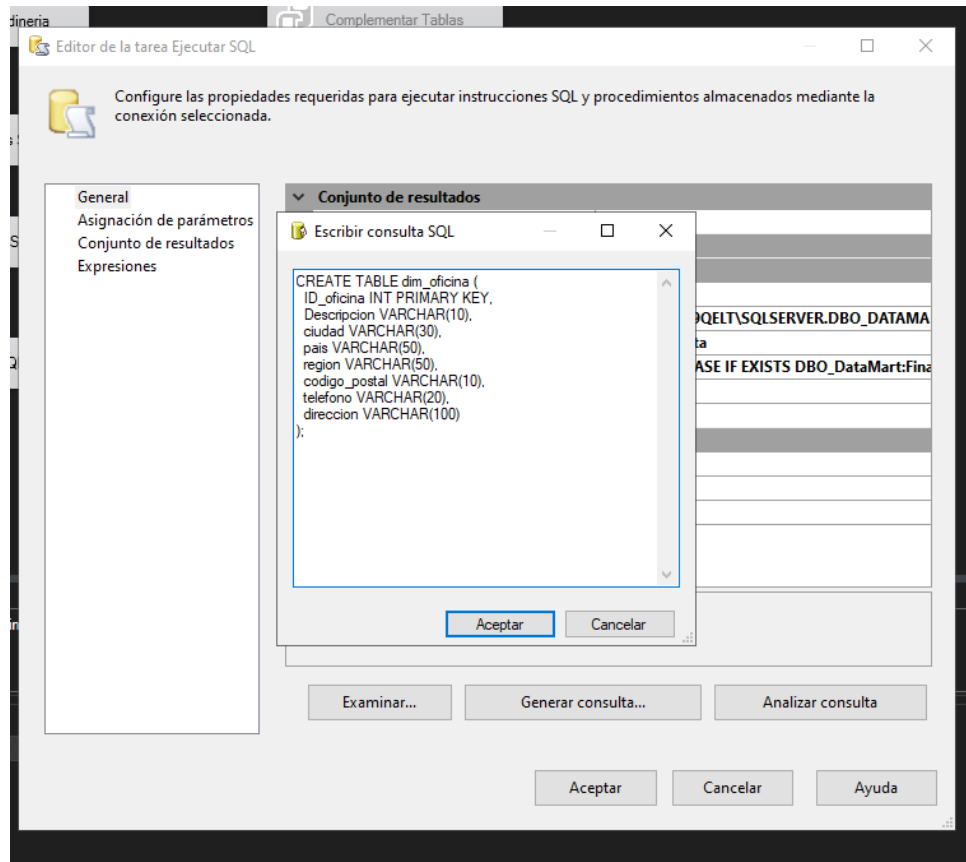 dineria
Complementar Tablas
Editor de la tarea Ejecutar SQL
Configure las propiedades requeridas para ejecutar instrucciones SQL y procedimientos almacenados mediante la
conexión seleccionada.
General
Asignación de parámetros
Conjunto de resultados
Expresiones
Conjunto de resultados
Escribir consulta SQL
CREATE TABLE dim_oficina (
ID_oficina INT PRIMARY KEY,
Descripcion VARCHAR(10),
ciudad VARCHAR(30),
pais VARCHAR(50),
region VARCHAR(50),
codigo_postal VARCHAR(10),
telefono VARCHAR(20),
direccion VARCHAR(100)
);
QELT\SQLSERVER.DBO_DATAMA
ta
ASE IF EXISTS DBO_DataMart:Fina
Aceptar
Cancelar
Examinar...
Generar consulta...
Analizar consulta
Aceptar
Cancelar
Ayuda